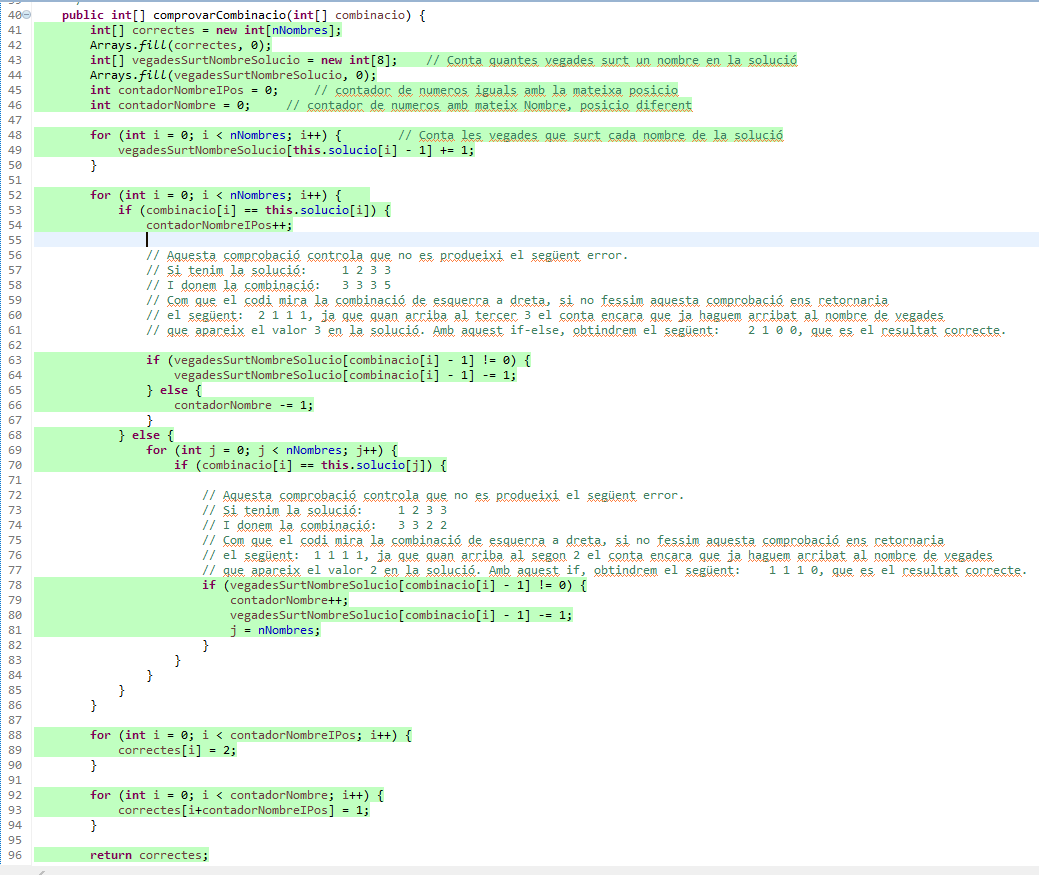 40 public int[] comprovarCombinacio(int[] combinacio) {
41 int[] correctes = new int[nNombres];
42 Arrays.fill(correctes, 0);
43 int[] vegadesSurtNombreSolucio = new int[8];    // Conta quantes vegades surt un nombre en la solució
44 Arrays.fill(vegadesSurtNombreSolucio, 0);
45 int contadorNombreIPos = 0;     // contador de numeros iguals amb la mateixa posicio
46 int contadorNombre = 0;     // contador de numeros amb mateix Nombre, posicio diferent
47
48 for (int i = 0; i < nNombres; i++) {        // Conta les vegades que surt cada nombre de la solució
49 vegadesSurtNombreSolucio[this.solucio[i] - 1] += 1;
50 }
51
52 for (int i = 0; i < nNombres; i++) {
53 if (combinacio[i] == this.solucio[i]) {
54 contadorNombreIPos++;
55
56 // Aquesta comprobació controla que no es produeixi el següent error.
57 // Si tenim la solució:     1 2 3 3
58 // I donem la combinació:   3 3 3 5
59 // Com que el codi mira la combinació de esquerra a dreta, si no fessim aquesta comprobació ens retornaria
60 // el següent:  2 1 1 1, ja que quan arriba al tercer 3 el conta encara que ja haguem arribat al nombre de vegades
61 // que apareix el valor 3 en la solució. Amb aquest if-else, obtindrem el següent:    2 1 0 0, que es el resultat correcte.
62
63 if (vegadesSurtNombreSolucio[combinacio[i] - 1] != 0) {
64 vegadesSurtNombreSolucio[combinacio[i] - 1] -= 1;
65 } else {
66 contadorNombre -= 1;
67 }
68 } else {
69 for (int j = 0; j < nNombres; j++) {
70 if (combinacio[i] == this.solucio[j]) {
71
72 // Aquesta comprobació controla que no es produeixi el següent error.
73 // Si tenim la solució:     1 2 3 3
74 // I donem la combinació:   3 3 2 2
75 // Com que el codi mira la combinació de esquerra a dreta, si no fessim aquesta comprobació ens retornaria
76 // el següent:  1 1 1 1, ja que quan arriba al segon 2 el conta encara que ja haguem arribat al nombre de vegades
77 // que apareix el valor 2 en la solució. Amb aquest if, obtindrem el següent:    1 1 1 0, que es el resultat correcte.
78 if (vegadesSurtNombreSolucio[combinacio[i] - 1] != 0) {
79 contadorNombre++;
80 vegadesSurtNombreSolucio[combinacio[i] - 1] -= 1;
81 j = nNombres;
82 }
83 }
84 }
85 }
86 }
87
88 for (int i = 0; i < contadorNombreIPos; i++) {
89 correctes[i] = 2;
90 }
91
92 for (int i = 0; i < contadorNombre; i++) {
93 correctes[i+contadorNombreIPos] = 1;
94 }
95
96 return correctes;